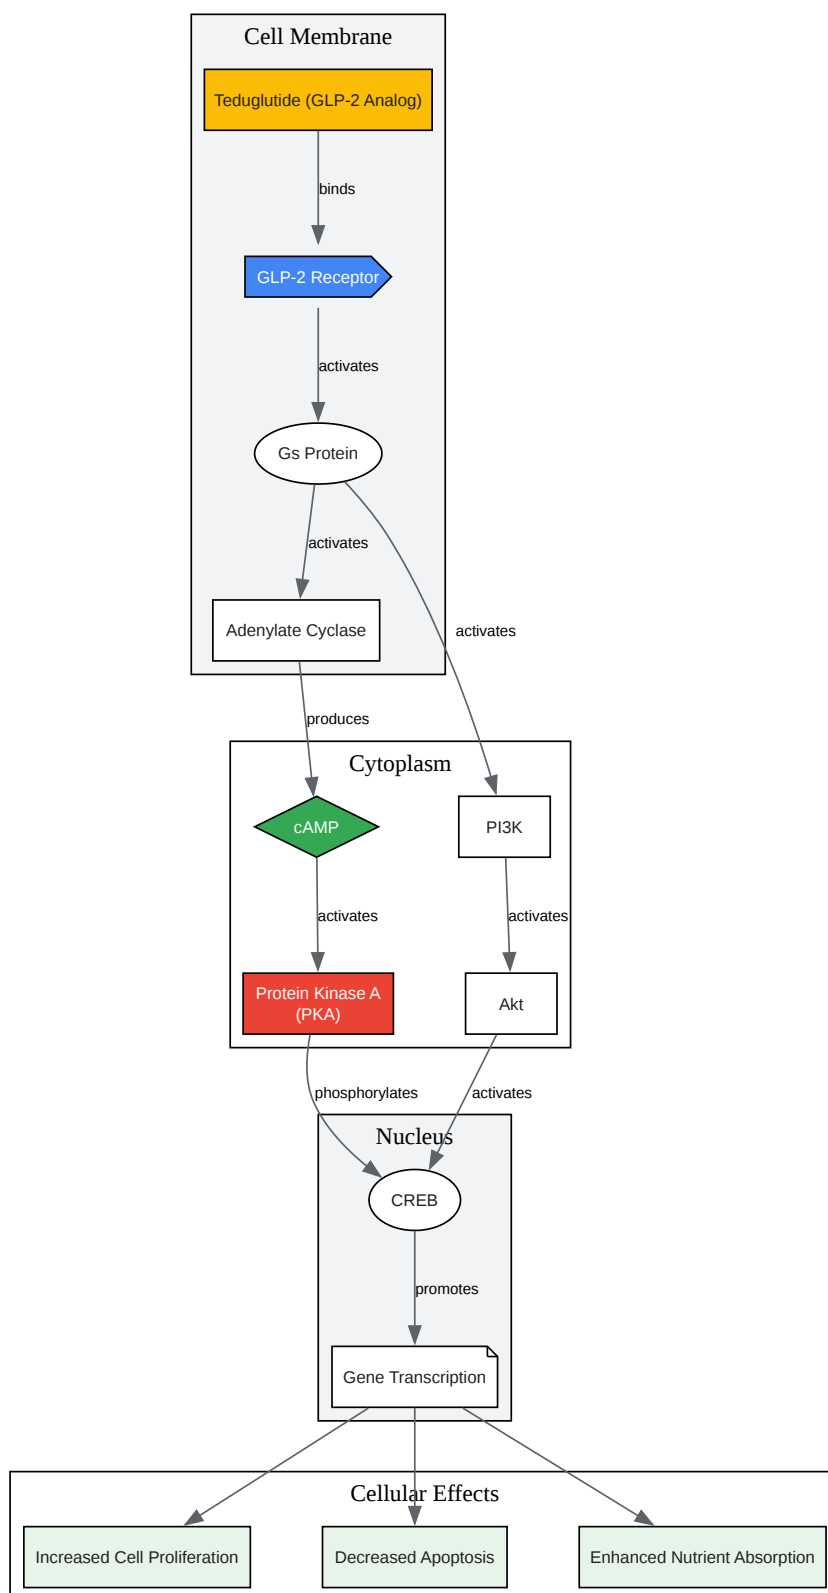 Cell Membrane
Teduglutide (GLP-2 Analog)
binds
GLP-2 Receptor
activates
Gs Protein
activates
Adenylate Cyclase
activates
produces
Cytoplasm
cAMP
PI3K
activates
activates
Protein Kinase A
(PKA)
Akt
phosphorylates
activates
Nucleus
CREB
promotes
Gene Transcription
Cellular Effects
Increased Cell Proliferation
Decreased Apoptosis
Enhanced Nutrient Absorption